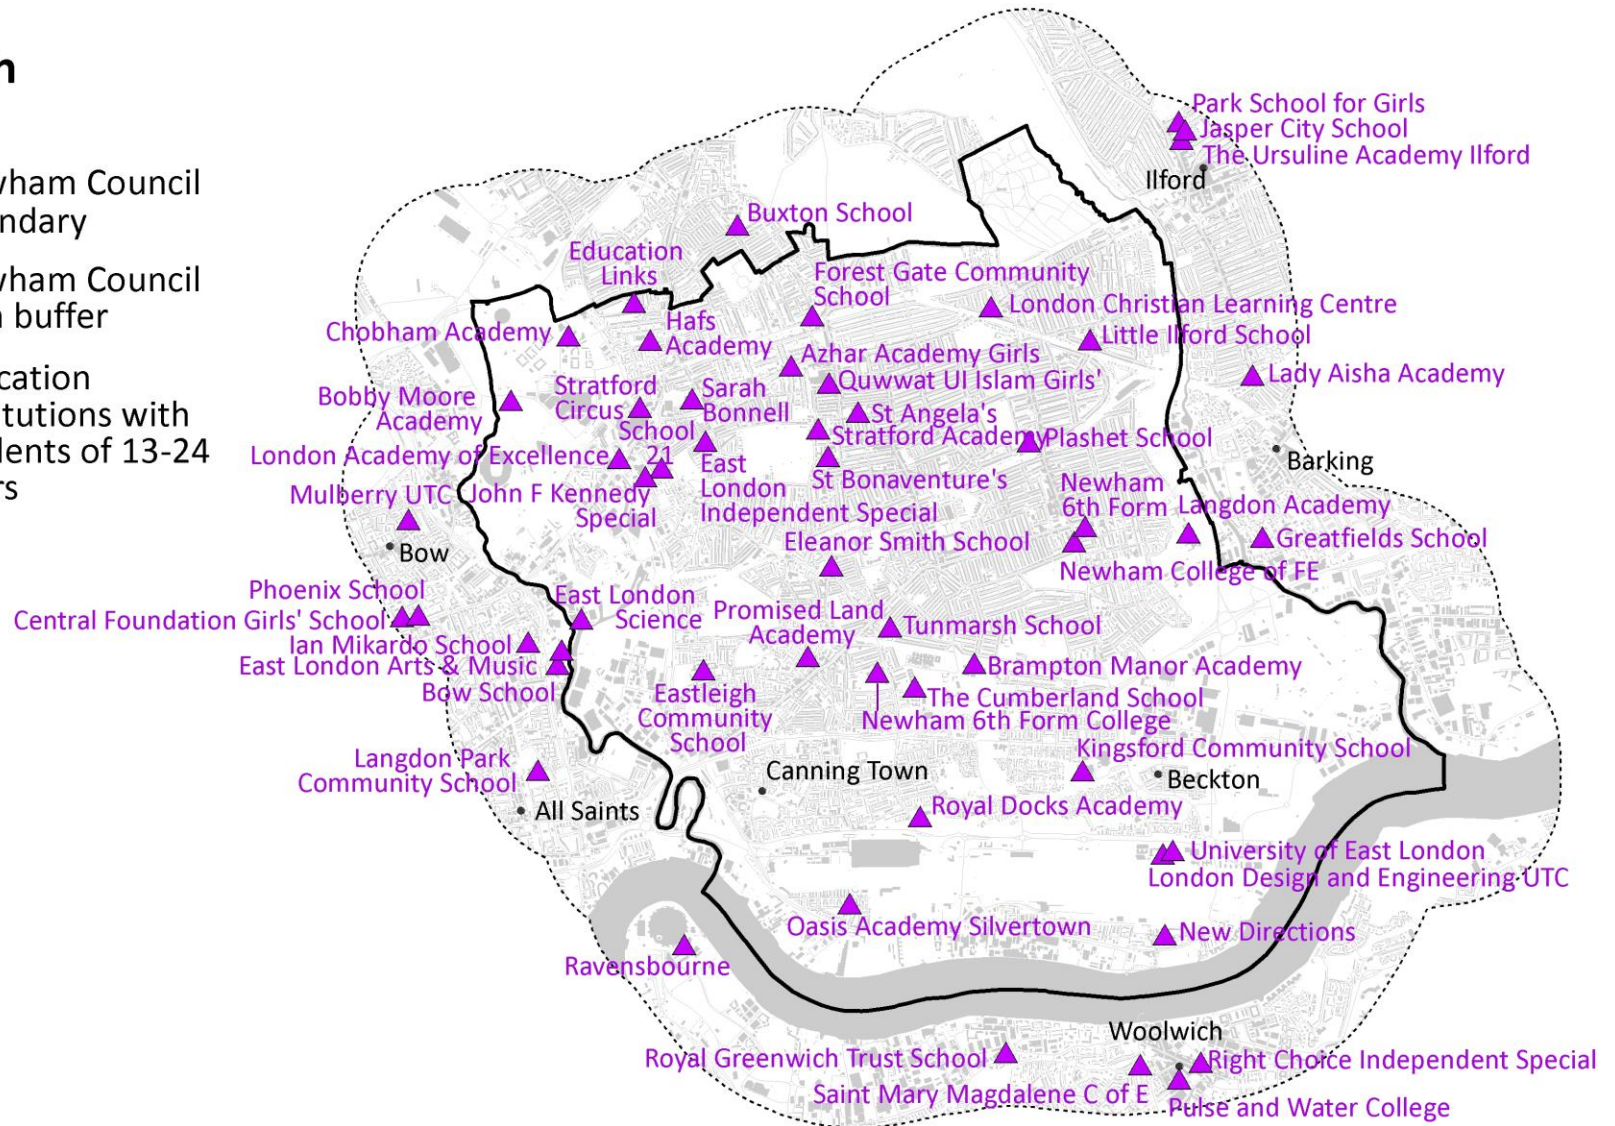 Park School for Girls
Jasper City School
The Ursuline Academy Ilford
Ilford
Buxton School
Education
Links
Forest Gate Community
School
London Christian Learning Centre
Chobham Academy
Hafs
Academy
Little Ilford School
Azhar Academy Girls
Quwwat Ul Islam Girls'
Lady Aisha Academy
Bobby Moore
Academy
Stratford
Circus
Sarah
Bonnell
St Angela's
School
21
Stratford Academy
Plashet School
London Academy of Excellence
East
London
Independent Special
St Bonaventure's
Barking
Mulberry UTC
John F Kennedy
Special
Newham
6th Form
Langdon Academy
Bow
Eleanor Smith School
Greatfields School
Newham College of FE
Phoenix School
Central Foundation Girls' School
East London
Science
Promised Land
Academy
Tunmarsh School
Ian Mikardo School
East London Arts & Music
Bow School
Eastleigh
Community
School
Brampton Manor Academy
The Cumberland School
Newham 6th Form College
Kingsford Community School
Langdon Park
Community School
All Saints
Canning Town
Beckton
Royal Docks Academy
University of East London
London Design and Engineering UTC
Oasis Academy Silvertown
New Directions
Ravensbourne
Woolwich
Royal Greenwich Trust School
Right Choice Independent Special
Saint Mary Magdalene C of E
Pulse and Water College
wham Council
ndary
wham Council
buffer
cation
tutions with
lents of 13-24
rs